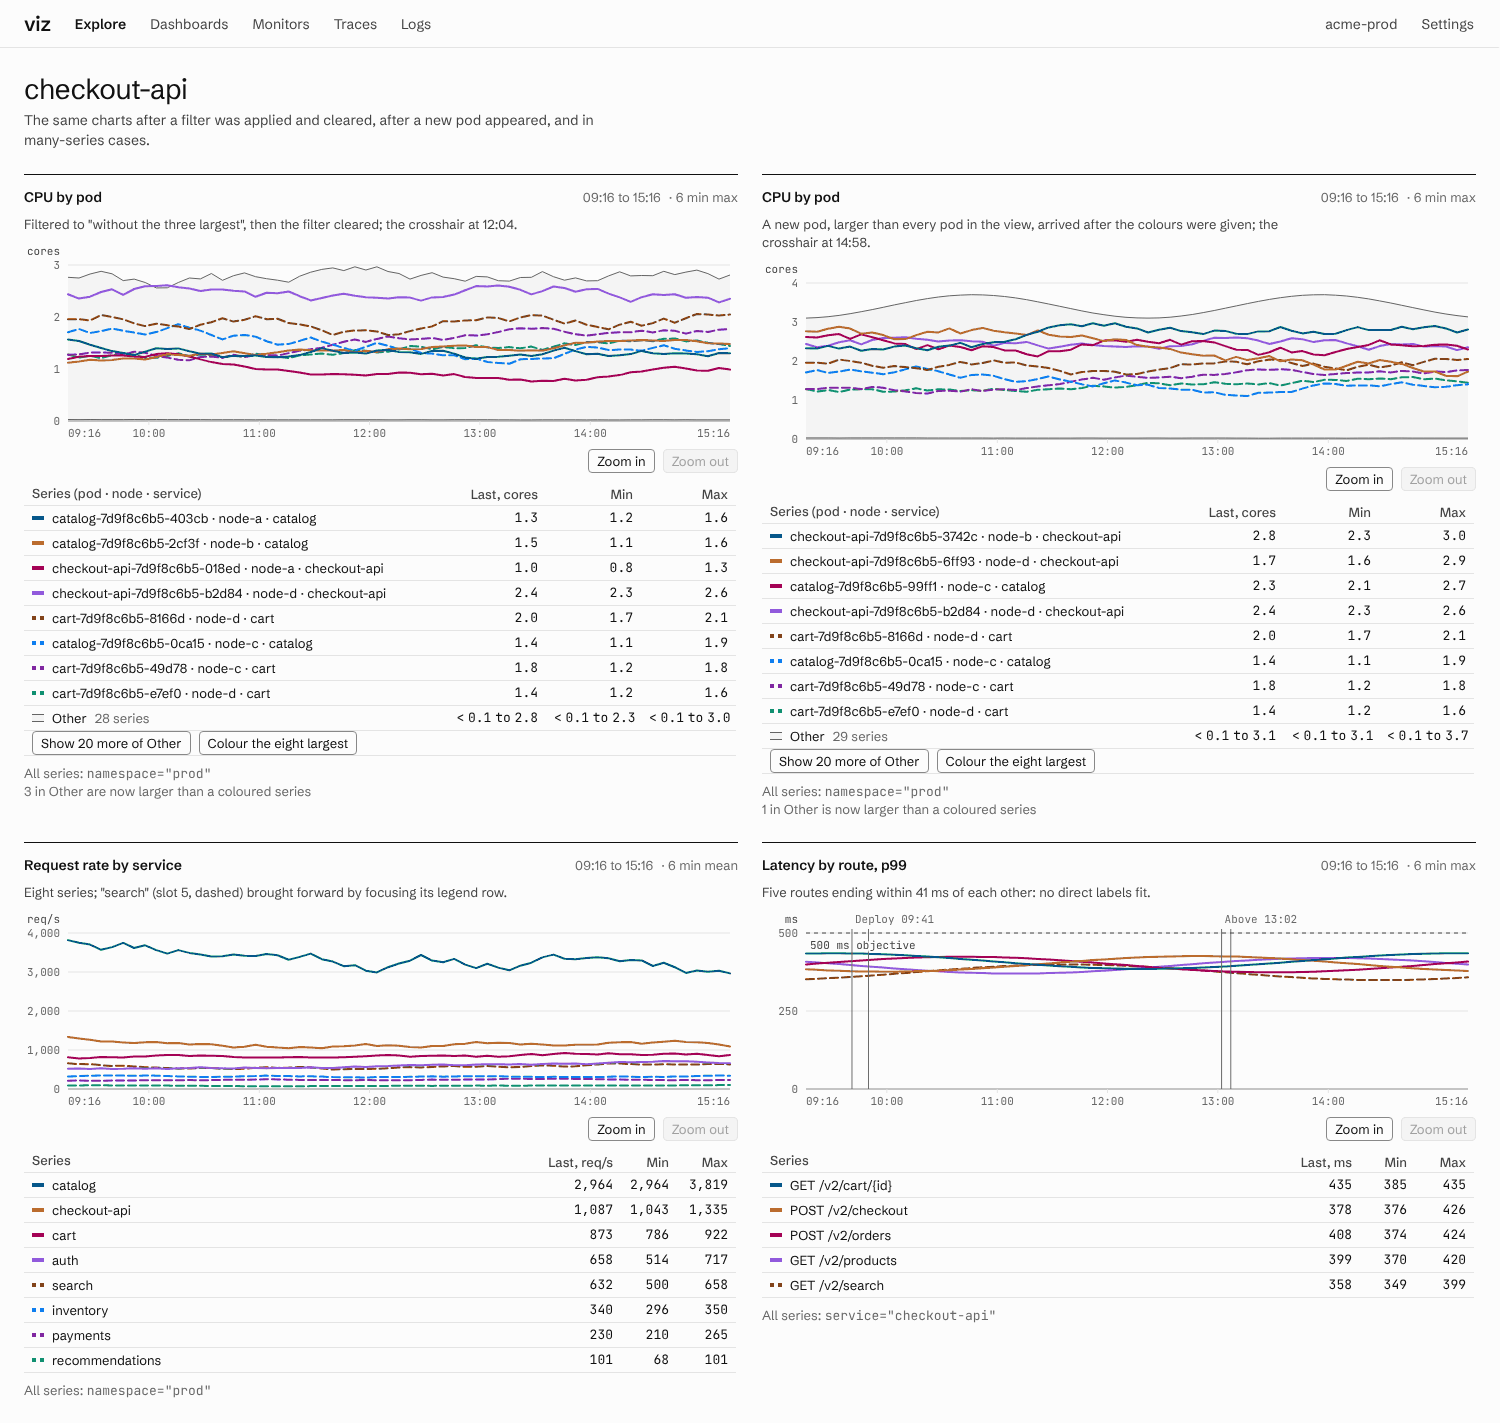 viz Explore Dashboards Monitors Traces Logs acme-prod Settings
checkout-api
The same charts after a filter was applied and cleared, after a new pod appeared, and in
many-series cases.
CPU by pod 09:16 to 15:16 · 6 min max
Filtered to "without the three largest", then the filter cleared; the crosshair at 12:04.
cores
3
2
1
0
09:16 10:00 11:00 12:00 13:00 14:00 15:16
Zoom in Zoom out
Series (pod · node · service) Last, cores Min Max
catalog-7d9f8c6b5-403cb · node-a · catalog 1.3 1.2 1.6
catalog-7d9f8c6b5-2cf3f · node-b · catalog 1.5 1.1 1.6
checkout-api-7d9f8c6b5-018ed · node-a · checkout-api 1.0 0.8 1.3
checkout-api-7d9f8c6b5-b2d84 · node-d · checkout-api 2.4 2.3 2.6
cart-7d9f8c6b5-8166d · node-d · cart 2.0 1.7 2.1
catalog-7d9f8c6b5-0ca15 · node-c · catalog 1.4 1.1 1.9
cart-7d9f8c6b5-49d78 · node-c · cart 1.8 1.2 1.8
cart-7d9f8c6b5-e7ef0 · node-d · cart 1.4 1.2 1.6
Other 28 series < 0.1 to 2.8 < 0.1 to 2.3 < 0.1 to 3.0
Show 20 more of Other Colour the eight largest
All series: namespace="prod"
3 in Other are now larger than a coloured series
CPU by pod 09:16 to 15:16 · 6 min max
A new pod, larger than every pod in the view, arrived after the colours were given; the
crosshair at 14:58.
cores
4
3
2
1
0
09:16 10:00 11:00 12:00 13:00 14:00 15:16
Zoom in Zoom out
Series (pod · node · service) Last, cores Min Max
checkout-api-7d9f8c6b5-3742c · node-b · checkout-api 2.8 2.3 3.0
checkout-api-7d9f8c6b5-6ff93 · node-d · checkout-api 1.7 1.6 2.9
catalog-7d9f8c6b5-99ff1 · node-c · catalog 2.3 2.1 2.7
checkout-api-7d9f8c6b5-b2d84 · node-d · checkout-api 2.4 2.3 2.6
cart-7d9f8c6b5-8166d · node-d · cart 2.0 1.7 2.1
catalog-7d9f8c6b5-0ca15 · node-c · catalog 1.4 1.1 1.9
cart-7d9f8c6b5-49d78 · node-c · cart 1.8 1.2 1.8
cart-7d9f8c6b5-e7ef0 · node-d · cart 1.4 1.2 1.6
Other 29 series < 0.1 to 3.1 < 0.1 to 3.1 < 0.1 to 3.7
Show 20 more of Other Colour the eight largest
All series: namespace="prod"
1 in Other is now larger than a coloured series
Request rate by service 09:16 to 15:16 · 6 min mean
Eight series; "search" (slot 5, dashed) brought forward by focusing its legend row.
req/s
4,000
3,000
2,000
1,000
0
09:16 10:00 11:00 12:00 13:00 14:00 15:16
Zoom in Zoom out
Series Last, req/s Min Max
catalog 2,964 2,964 3,819
checkout-api 1,087 1,043 1,335
cart 873 786 922
auth 658 514 717
search 632 500 658
inventory 340 296 350
payments 230 210 265
recommendations 101 68 101
All series: namespace="prod"
Latency by route, p99 09:16 to 15:16 · 6 min max
Five routes ending within 41 ms of each other: no direct labels fit.
ms Deploy 09:41 Above 13:02
500
500 ms objective
250
0
09:16 10:00 11:00 12:00 13:00 14:00 15:16
Zoom in Zoom out
Series Last, ms Min Max
GET /v2/cart/{id} 435 385 435
POST /v2/checkout 378 376 426
POST /v2/orders 408 374 424
GET /v2/products 399 370 420
GET /v2/search 358 349 399
All series: service="checkout-api"